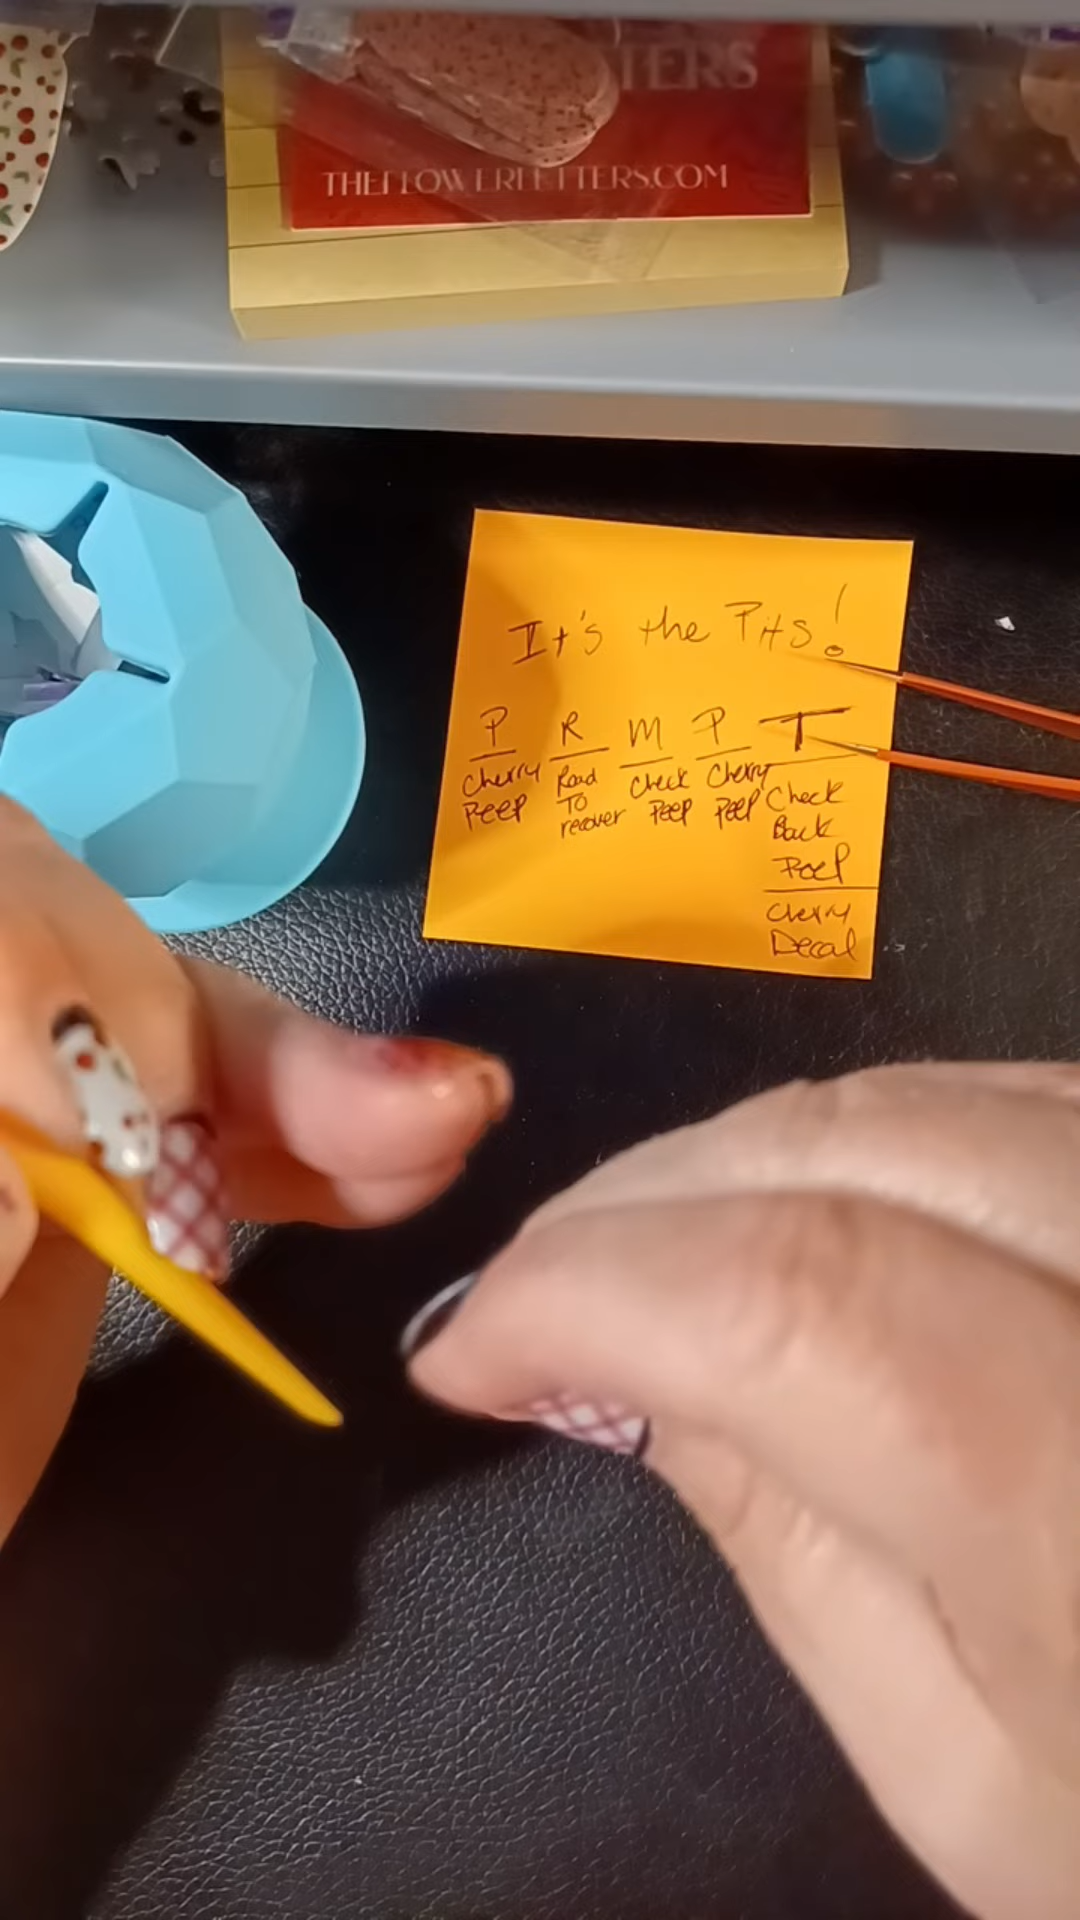 TERS
THEFLOWERLETTERS.COM
It's the Pits!
P R M P T
Cherry Peep
Road To recover
Check Peep
Cherry Peel
Check Back Peel
Cherry Decal